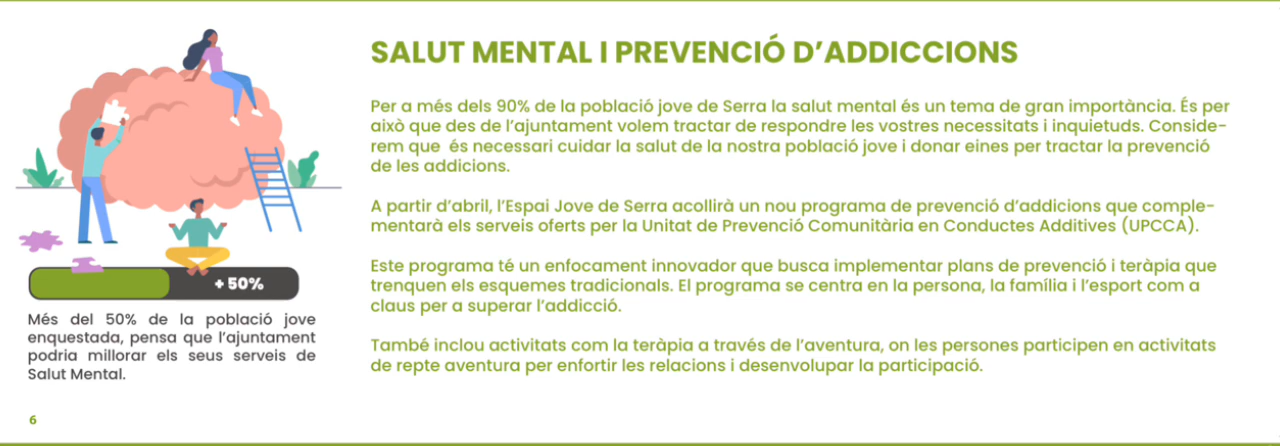 SALUT MENTAL I PREVENCIÓ D’ADDICCIONS
Per a més dels 90% de la població jove de Serra la salut mental és un tema de gran importància. És per
això que des de l’ajuntament volem tractar de respondre les vostres necessitats i inquietuds. Conside-
rem que és necessari cuidar la salut de la nostra població jove i donar eines per tractar la prevenció
de les addicions.
A partir d’abril, l’Espai Jove de Serra acollirà un nou programa de prevenció d’addicions que comple-
mentarà els serveis oferts per la Unitat de Prevenció Comunitària en Conductes Additives (UPCCA).
Este programa té un enfocament innovador que busca implementar plans de prevenció i teràpia que
trenquen els esquemes tradicionals. El programa se centra en la persona, la família i l’esport com a
claus per a superar l’addicció.
També inclou activitats com la teràpia a través de l’aventura, on les persones participen en activitats
de repte aventura per enfortir les relacions i desenvolupar la participació.
+ 50%
Més del 50% de la població jove
enquestada, pensa que l’ajuntament
podria millorar els seus serveis de
Salut Mental.
6